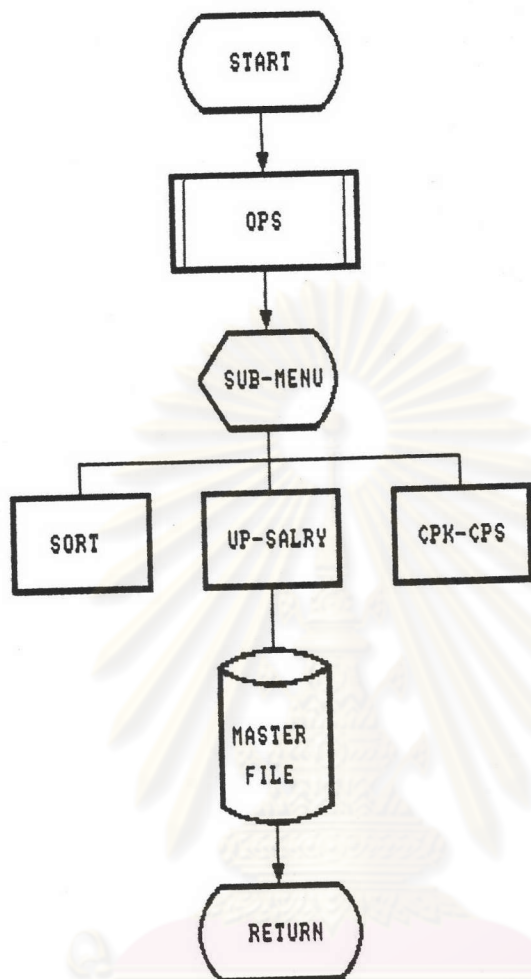 START
OPS
SUB-MENU
SORT
UP-SALRY
CPK-CPS
MASTER
FILE
RETURN